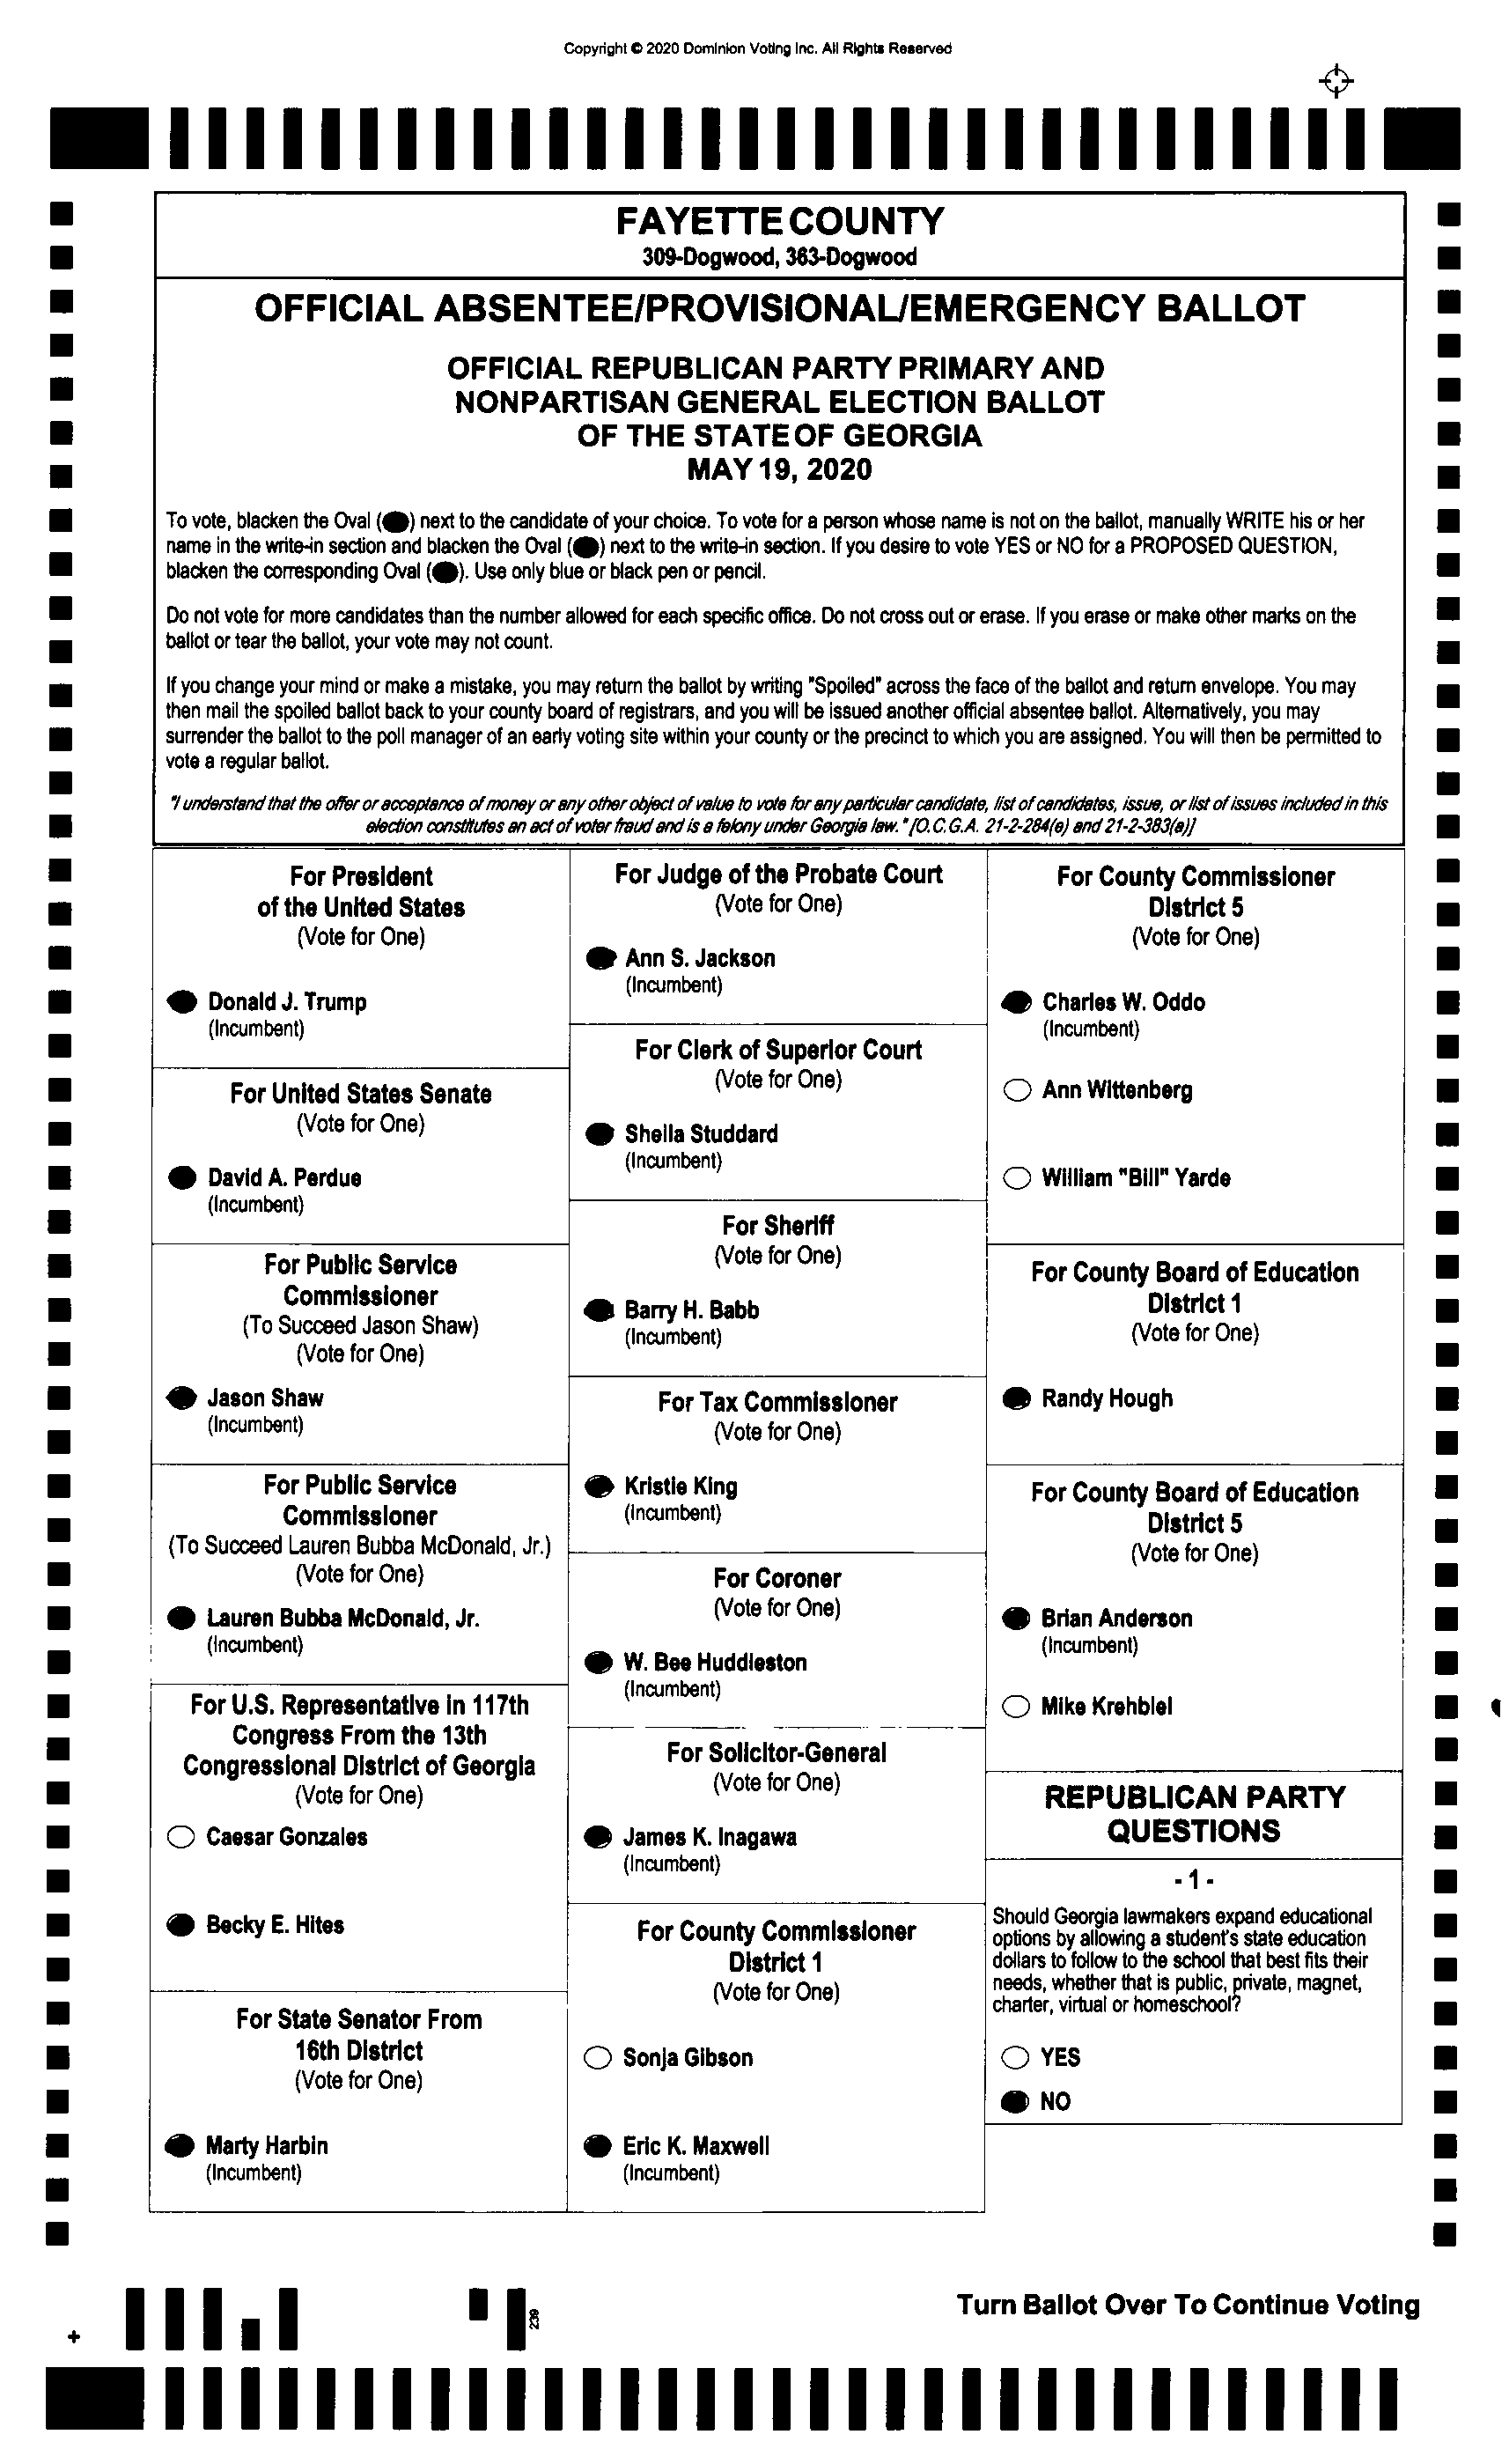 Copyright © 2020 Dominion Voting Inc. All Rights Reserved
FAYETTE COUNTY
309-Dogwood, 363-Dogwood
OFFICIAL ABSENTEE/PROVISIONAL/EMERGENCY BALLOT
OFFICIAL REPUBLICAN PARTY PRIMARY AND
NONPARTISAN GENERAL ELECTION BALLOT
OF THE STATE OF GEORGIA
MAY 19, 2020
To vote, blacken the Oval (⬬) next to the candidate of your choice. To vote for a person whose name is not on the ballot, manually WRITE his or her
name in the write-in section and blacken the Oval (⬬) next to the write-in section. If you desire to vote YES or NO for a PROPOSED QUESTION,
blacken the corresponding Oval (⬬). Use only blue or black pen or pencil.
Do not vote for more candidates than the number allowed for each specific office. Do not cross out or erase. If you erase or make other marks on the
ballot or tear the ballot, your vote may not count.
If you change your mind or make a mistake, you may return the ballot by writing "Spoiled" across the face of the ballot and return envelope. You may
then mail the spoiled ballot back to your county board of registrars, and you will be issued another official absentee ballot. Alternatively, you may
surrender the ballot to the poll manager of an early voting site within your county or the precinct to which you are assigned. You will then be permitted to
vote a regular ballot.
"I understand that the offer or acceptance of money or any other object of value to vote for any particular candidate, list of candidates, issue, or list of issues included in this
election constitutes an act of voter fraud and is a felony under Georgia law." [O.C.G.A. 21-2-284(e) and 21-2-383(a)]
For President
of the United States
(Vote for One)
Donald J. Trump
(Incumbent)
For United States Senate
(Vote for One)
David A. Perdue
(Incumbent)
For Public Service
Commissioner
(To Succeed Jason Shaw)
(Vote for One)
Jason Shaw
(Incumbent)
For Public Service
Commissioner
(To Succeed Lauren Bubba McDonald, Jr.)
(Vote for One)
Lauren Bubba McDonald, Jr.
(Incumbent)
For U.S. Representative in 117th
Congress From the 13th
Congressional District of Georgia
(Vote for One)
Caesar Gonzales
Becky E. Hites
For State Senator From
16th District
(Vote for One)
Marty Harbin
(Incumbent)
For Judge of the Probate Court
(Vote for One)
Ann S. Jackson
(Incumbent)
For Clerk of Superior Court
(Vote for One)
Sheila Studdard
(Incumbent)
For Sheriff
(Vote for One)
Barry H. Babb
(Incumbent)
For Tax Commissioner
(Vote for One)
Kristie King
(Incumbent)
For Coroner
(Vote for One)
W. Bee Huddleston
(Incumbent)
For Solicitor-General
(Vote for One)
James K. Inagawa
(Incumbent)
For County Commissioner
District 1
(Vote for One)
Sonja Gibson
Eric K. Maxwell
(Incumbent)
For County Commissioner
District 5
(Vote for One)
Charles W. Oddo
(Incumbent)
Ann Wittenberg
William "Bill" Yarde
For County Board of Education
District 1
(Vote for One)
Randy Hough
For County Board of Education
District 5
(Vote for One)
Brian Anderson
(Incumbent)
Mike Krehbiel
REPUBLICAN PARTY
QUESTIONS
- 1 -
Should Georgia lawmakers expand educational
options by allowing a student's state education
dollars to follow to the school that best fits their
needs, whether that is public, private, magnet,
charter, virtual or homeschool?
YES
NO
239
Turn Ballot Over To Continue Voting